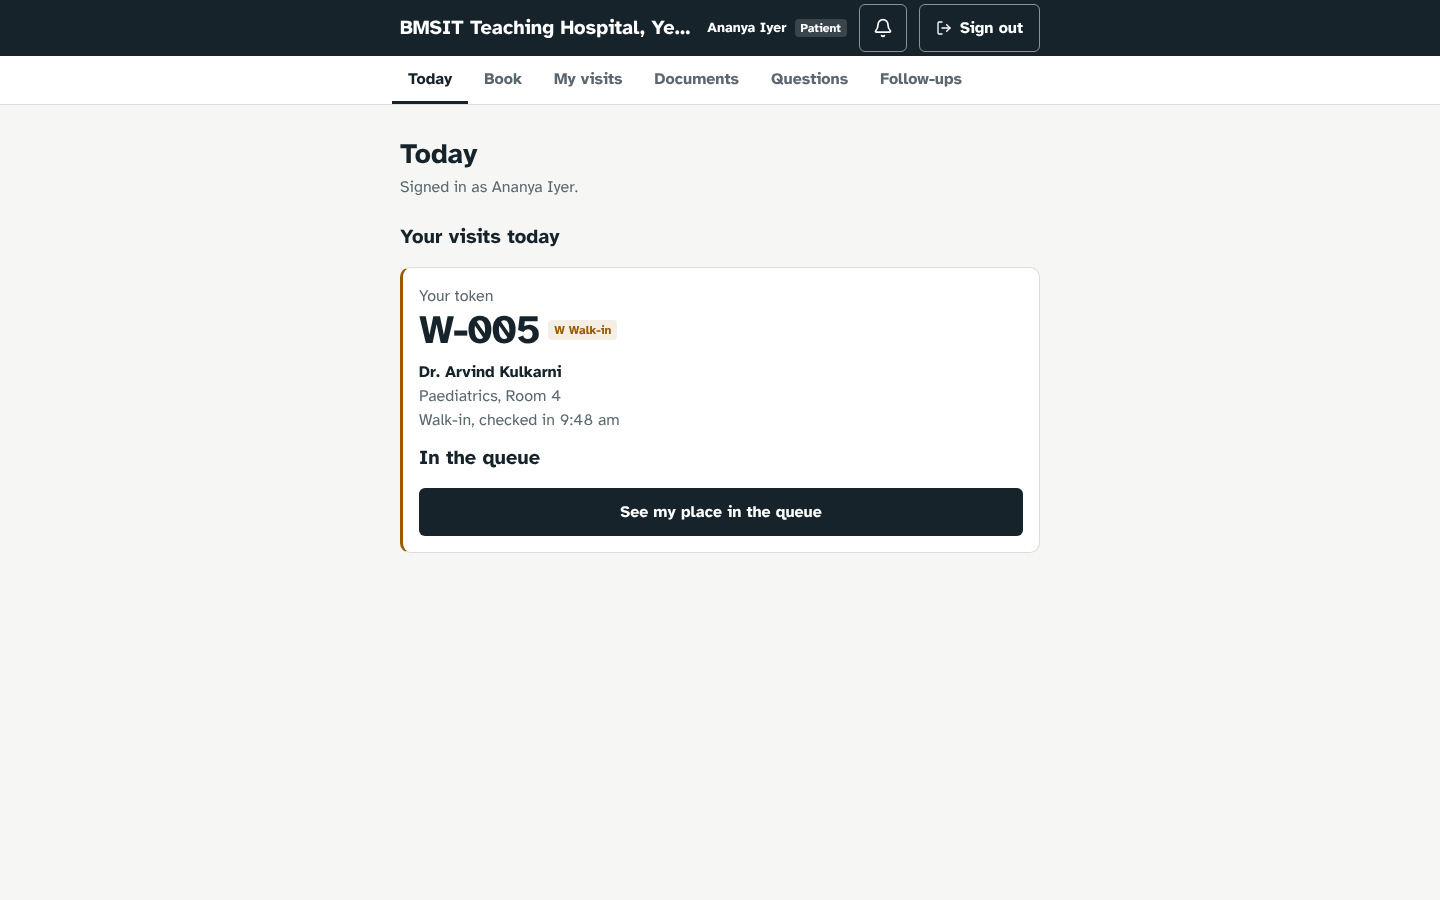 BMSIT Teaching Hospital, Ye...
Ananya Iyer
Patient
Sign out
Today
Book
My visits
Documents
Questions
Follow-ups
Today
Signed in as Ananya Iyer.
Your visits today
Your token
W-005
W Walk-in
Dr. Arvind Kulkarni
Paediatrics, Room 4
Walk-in, checked in 9:48 am
In the queue
See my place in the queue